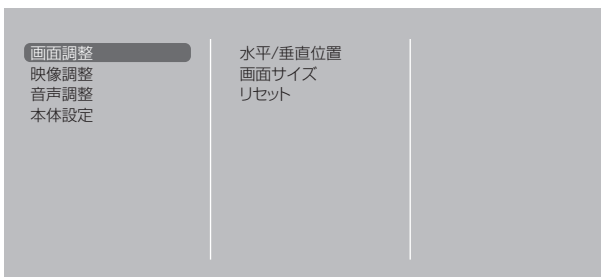 画面調整
映像調整
音声調整
本体設定
水平/垂直位置
画面サイズ
リセット